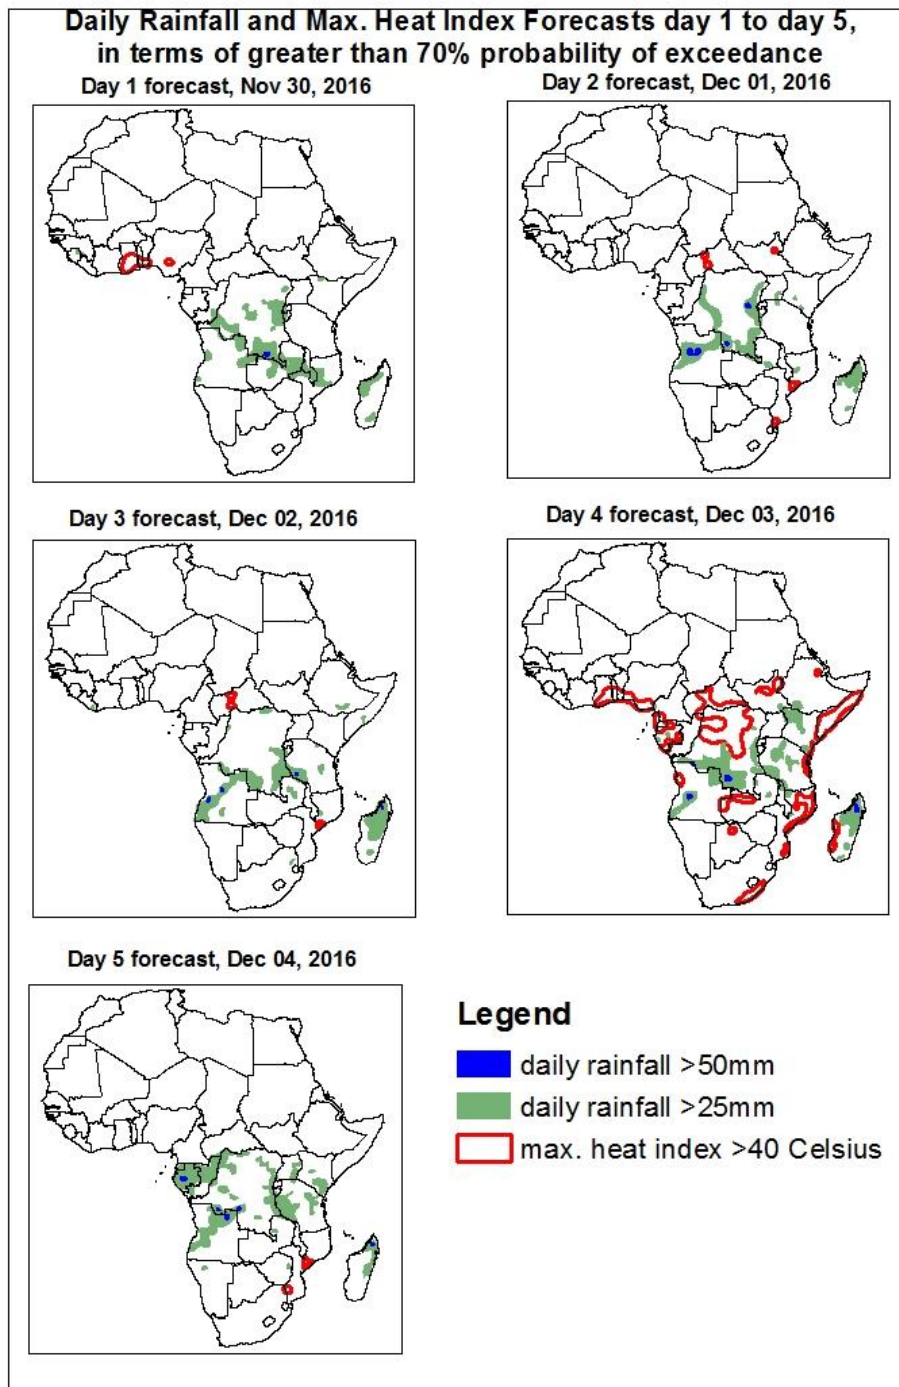 Daily Rainfall and Max. Heat Index Forecasts day 1 to day 5,
in terms of greater than 70% probability of exceedance
Day 1 forecast, Nov 30, 2016
Day 2 forecast, Dec 01, 2016
Day 3 forecast, Dec 02, 2016
Day 4 forecast, Dec 03, 2016
Day 5 forecast, Dec 04, 2016
Legend
daily rainfall >50mm
daily rainfall >25mm
max. heat index >40 Celsius